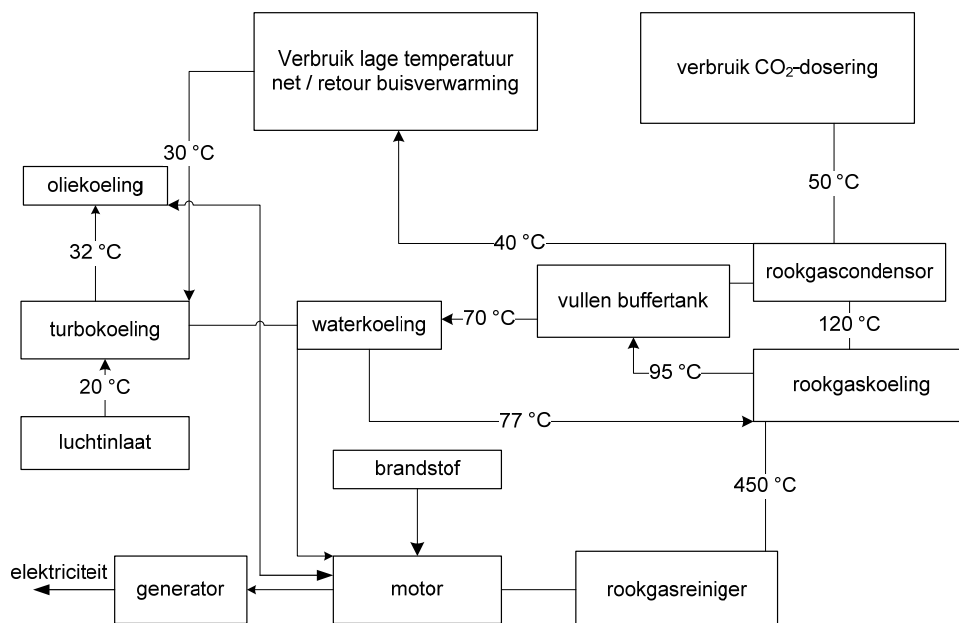 Verbruik lage temperatuur
net / retour buisverwarming
verbruik CO₂-dosering
30 °C
50 °C
oliekoeling
32 °C
40 °C
rookgascondensor
vullen buffertank
turbokoeling
waterkoeling
70 °C
120 °C
20 °C
95 °C
rookgaskoeling
luchtinlaat
77 °C
brandstof
450 °C
elektriciteit
generator
motor
rookgasreiniger